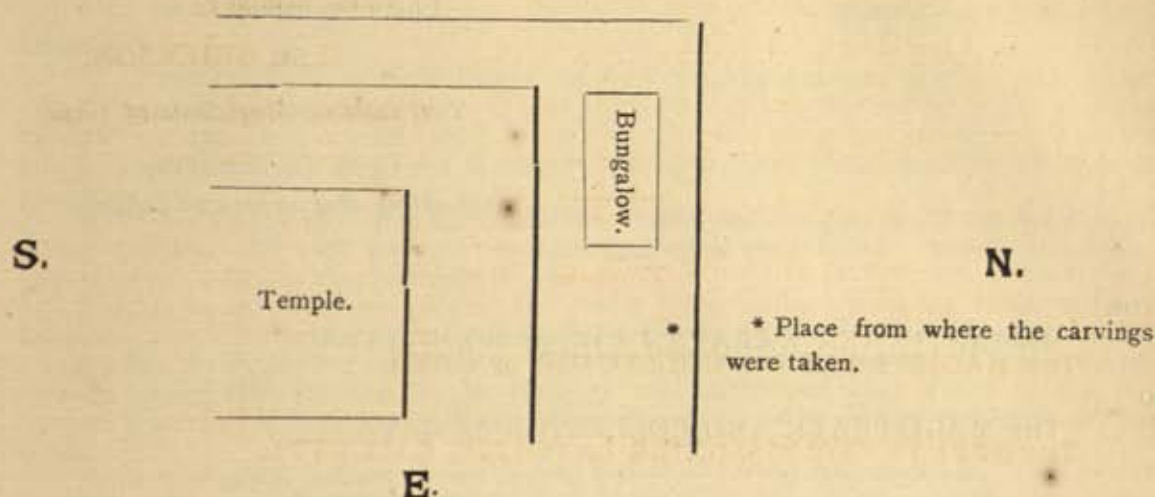 Bungalow.
S.
N.
Temple.
* * Place from where the carvings
were taken.
E.